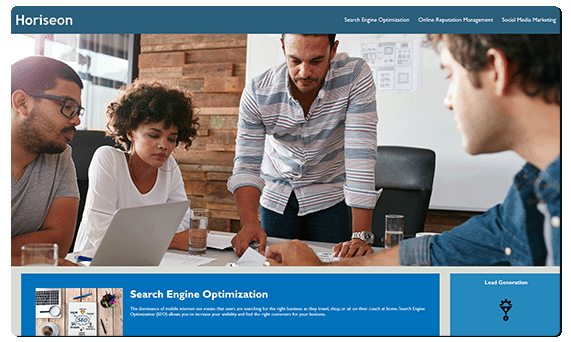 Horiseon
Search Engine Optimization Online Reputation Management Social Media Marketing
Search Engine Optimization
The dominance of mobile internet use means that users are searching for the right business as they travel, shop, or sit on their couch at home. Search Engine
Optimization (SEO) allows you to increase your visibility and find the right customers for your business.
SEO
Lead Generation